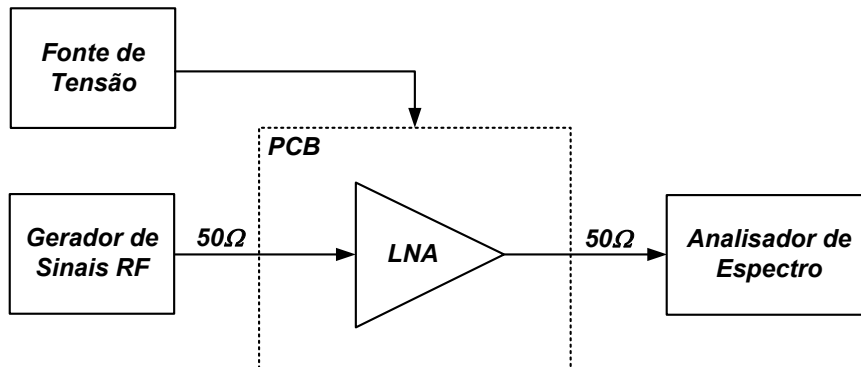 Fonte de
Tensão
PCB
Gerador de
Sinais RF
50Ω
LNA
50Ω
Analisador de
Espectro